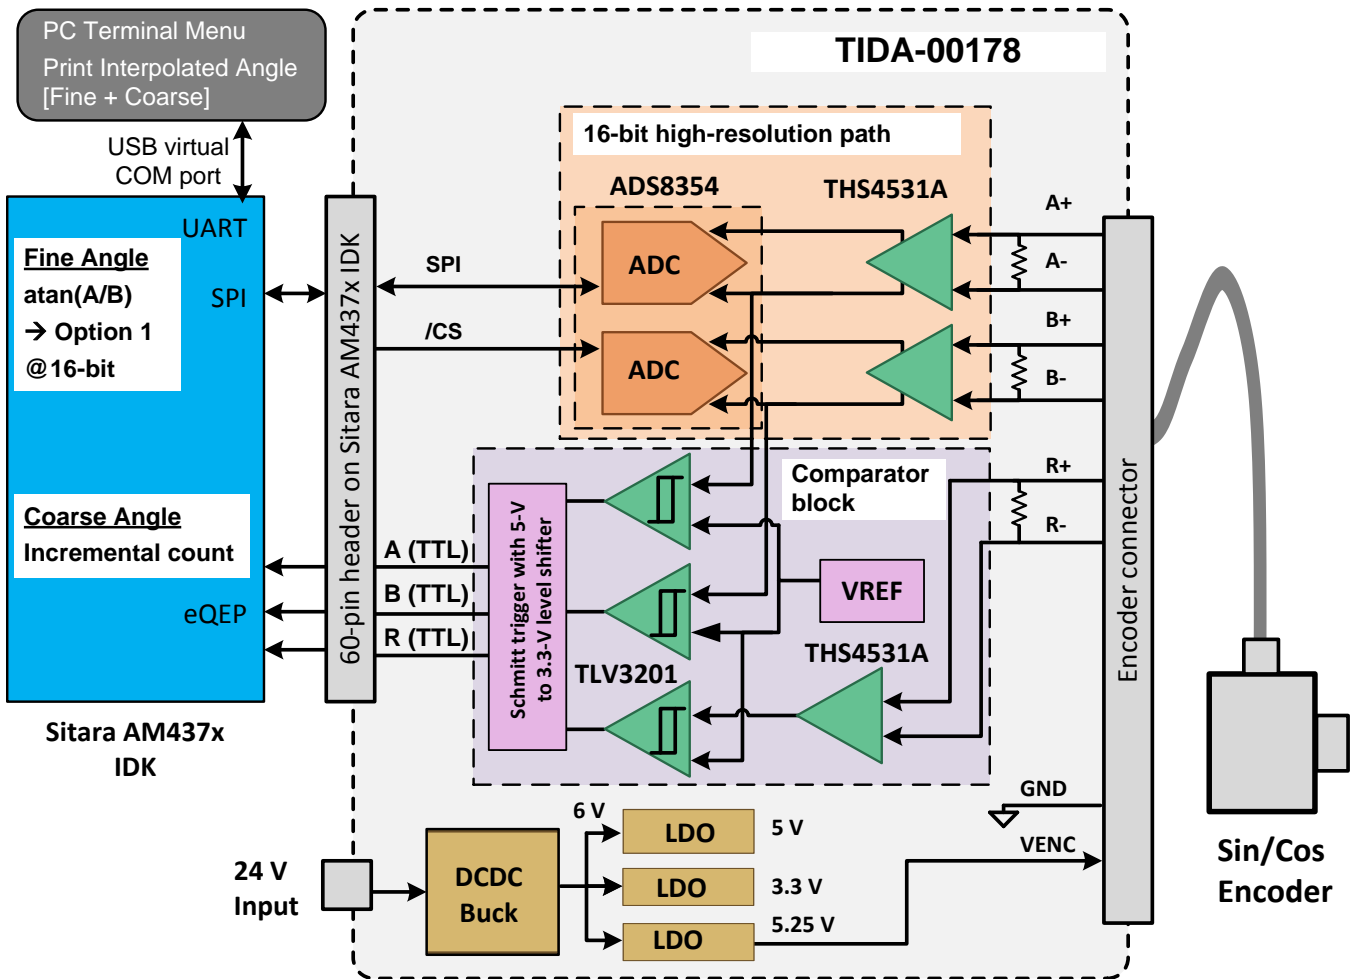 PC Terminal Menu
Print Interpolated Angle
[Fine + Coarse]
USB virtual
COM port
TIDA-00178
16-bit high-resolution path
ADS8354
THS4531A
UART
Fine Angle
atan(A/B)
→ Option 1
@16-bit
SPI
60-pin header on Sitara AM437x IDK
SPI
/CS
ADC
ADC
A+
A-
B+
B-
R+
R-
Encoder connector
Comparator
block
Coarse Angle
Incremental count
eQEP
A (TTL)
B (TTL)
R (TTL)
Schmitt trigger with 5-V
to 3.3-V level shifter
VREF
TLV3201
THS4531A
Sitara AM437x
IDK
GND
VENC
24 V
Input
DCDC
Buck
6 V
LDO
5 V
LDO
3.3 V
LDO
5.25 V
Sin/Cos
Encoder